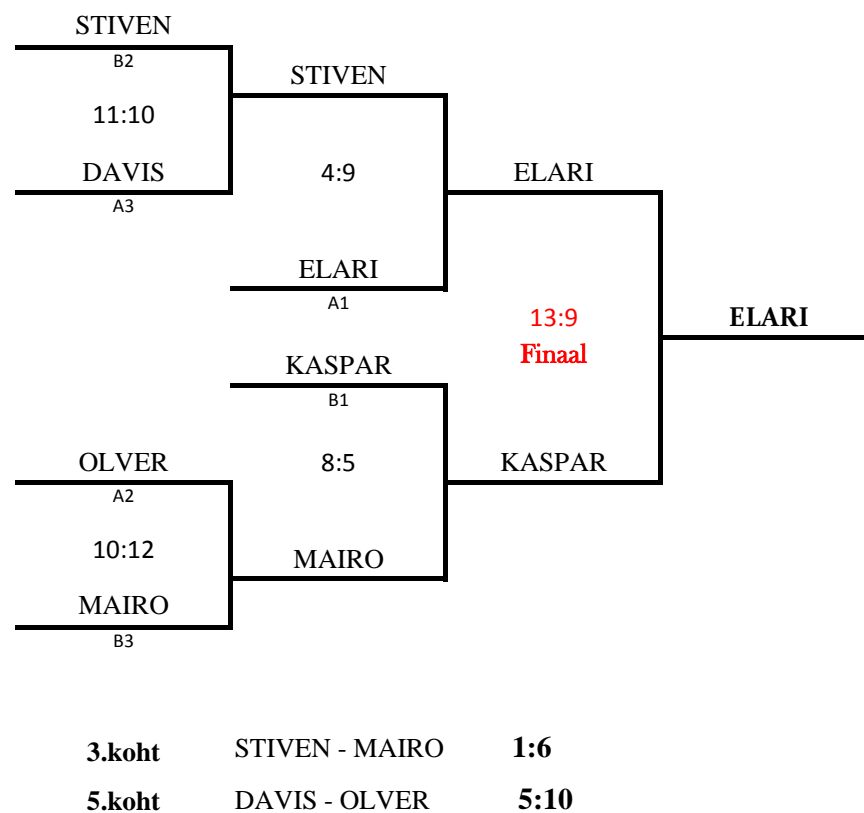 STIVEN
B2
STIVEN
11:10
DAVIS
4:9
ELARI
A3
ELARI
A1
13:9
ELARI
Finaal
KASPAR
B1
OLVER
8:5
KASPAR
A2
10:12
MAIRO
MAIRO
B3
3.koht STIVEN - MAIRO 1:6
5.koht DAVIS - OLVER 5:10